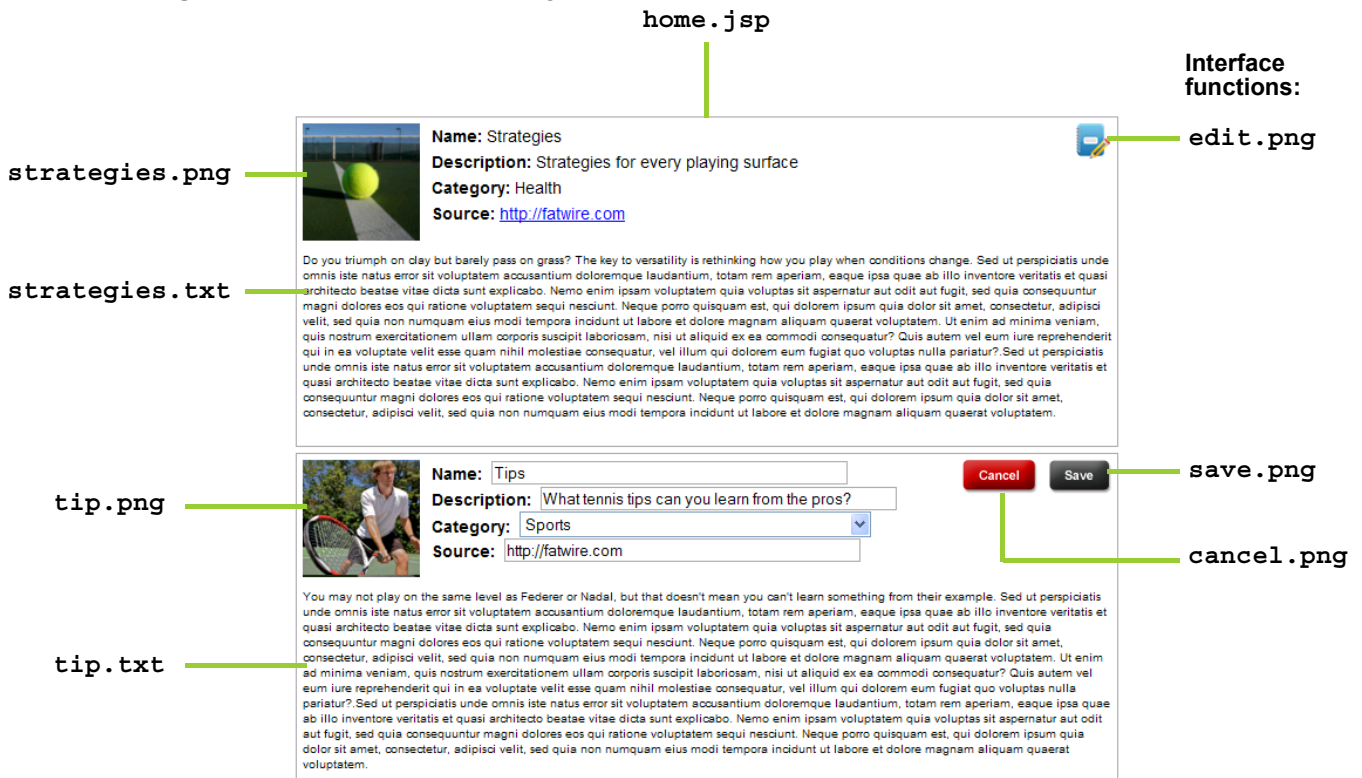 home.jsp
Interface
functions:
Name: Strategies
edit.png
Description: Strategies for every playing surface
strategies.png
Category: Health
Source: http://fatwire.com
Do you triumph on clay but barely pass on grass? The key to versatility is rethinking how you play when conditions change. Sed ut perspiciatis unde
omnis iste natus error sit voluptatem accusantium doloremque laudantium, totam rem aperiam, eaque ipsa quae ab illo inventore veritatis et quasi
strategies.txt
architecto beatae vitae dicta sunt explicabo. Nemo enim ipsam voluptatem quia voluptas sit aspernatur aut odit aut fugit, sed quia consequuntur
magni dolores eos qui ratione voluptatem sequi nesciunt. Neque porro quisquam est, qui dolorem ipsum quia dolor sit amet, consectetur, adipisci
velit, sed quia non numquam eius modi tempora incidunt ut labore et dolore magnam aliquam quaerat voluptatem. Ut enim ad minima veniam,
quis nostrum exercitationem ullam corporis suscipit laboriosam, nisi ut aliquid ex ea commodi consequatur? Quis autem vel eum iure reprehenderit
qui in ea voluptate velit esse quam nihil molestiae consequatur, vel illum qui dolorem eum fugiat quo voluptas nulla pariatur?.Sed ut perspiciatis
unde omnis iste natus error sit voluptatem accusantium doloremque laudantium, totam rem aperiam, eaque ipsa quae ab illo inventore veritatis et
quasi architecto beatae vitae dicta sunt explicabo. Nemo enim ipsam voluptatem quia voluptas sit aspernatur aut odit aut fugit, sed quia
consequuntur magni dolores eos qui ratione voluptatem sequi nesciunt. Neque porro quisquam est, qui dolorem ipsum quia dolor sit amet,
consectetur, adipisci velit, sed quia non numquam eius modi tempora incidunt ut labore et dolore magnam aliquam quaerat voluptatem.
Name: Tips
Cancel
Save
save.png
tip.png
Description: What tennis tips can you learn from the pros?
Category: Sports
Source: http://fatwire.com
cancel.png
You may not play on the same level as Federer or Nadal, but that doesn't mean you can't learn something from their example. Sed ut perspiciatis
unde omnis iste natus error sit voluptatem accusantium doloremque laudantium, totam rem aperiam, eaque ipsa quae ab illo inventore veritatis et
quasi architecto beatae vitae dicta sunt explicabo. Nemo enim ipsam voluptatem quia voluptas sit aspernatur aut odit aut fugit, sed quia
consequuntur magni dolores eos qui ratione voluptatem sequi nesciunt. Neque porro quisquam est, qui dolorem ipsum quia dolor sit amet,
tip.txt
consectetur, adipisci velit, sed quia non numquam eius modi tempora incidunt ut labore et dolore magnam aliquam quaerat voluptatem. Ut enim
ad minima veniam, quis nostrum exercitationem ullam corporis suscipit laboriosam, nisi ut aliquid ex ea commodi consequatur? Quis autem vel
eum iure reprehenderit qui in ea voluptate velit esse quam nihil molestiae consequatur, vel illum qui dolorem eum fugiat quo voluptas nulla
pariatur?.Sed ut perspiciatis unde omnis iste natus error sit voluptatem accusantium doloremque laudantium, totam rem aperiam, eaque ipsa quae
ab illo inventore veritatis et quasi architecto beatae vitae dicta sunt explicabo. Nemo enim ipsam voluptatem quia voluptas sit aspernatur aut odit
aut fugit, sed quia consequuntur magni dolores eos qui ratione voluptatem sequi nesciunt. Neque porro quisquam est, qui dolorem ipsum quia
dolor sit amet, consectetur, adipisci velit, sed quia non numquam eius modi tempora incidunt ut labore et dolore magnam aliquam quaerat
voluptatem.